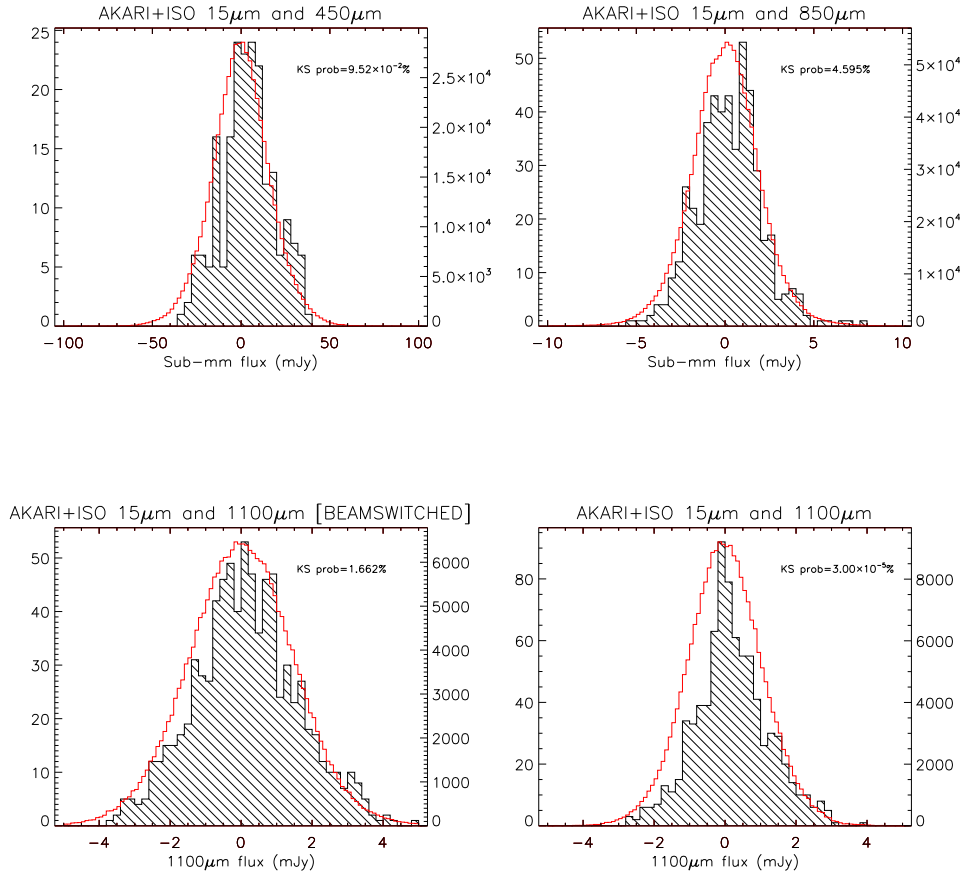 AKARI+ISO 15μm and 450μm
KS prob=9.52×10⁻²%
25
20
15
10
5
0
2.5×10⁴
2.0×10⁴
1.5×10⁴
1.0×10⁴
5.0×10³
0
−100 −50 0 50 100
Sub−mm flux (mJy)
AKARI+ISO 15μm and 850μm
KS prob=4.595%
50
40
30
20
10
0
5×10⁴
4×10⁴
3×10⁴
2×10⁴
1×10⁴
0
−10 −5 0 5 10
Sub−mm flux (mJy)
AKARI+ISO 15μm and 1100μm [BEAMSWITCHED]
KS prob=1.662%
50
40
30
20
10
0
6000
5000
4000
3000
2000
1000
0
−4 −2 0 2 4
1100μm flux (mJy)
AKARI+ISO 15μm and 1100μm
KS prob=3.00×10⁻⁵%
80
60
40
20
0
8000
6000
4000
2000
0
−4 −2 0 2 4
1100μm flux (mJy)